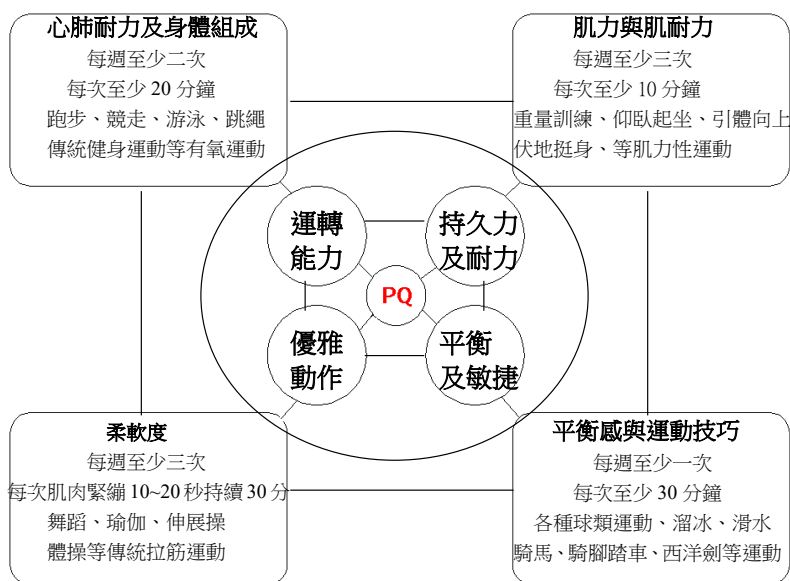 心肺耐力及身體組成
每週至少二次
每次至少 20 分鐘
跑步、競走、游泳、跳繩
傳統健身運動等有氧運動
肌力與肌耐力
每週至少三次
每次至少 10 分鐘
重量訓練、仰臥起坐、引體向上
伏地挺身、等肌力性運動
運轉
能力
持久力
及耐力
PQ
優雅
動作
平衡
及敏捷
柔軟度
每週至少三次
每次肌肉緊繃 10~20 秒持續 30 分
舞蹈、瑜伽、伸展操
體操等傳統拉筋運動
平衡感與運動技巧
每週至少一次
每次至少 30 分鐘
各種球類運動、溜冰、滑水
騎馬、騎腳踏車、西洋劍等運動